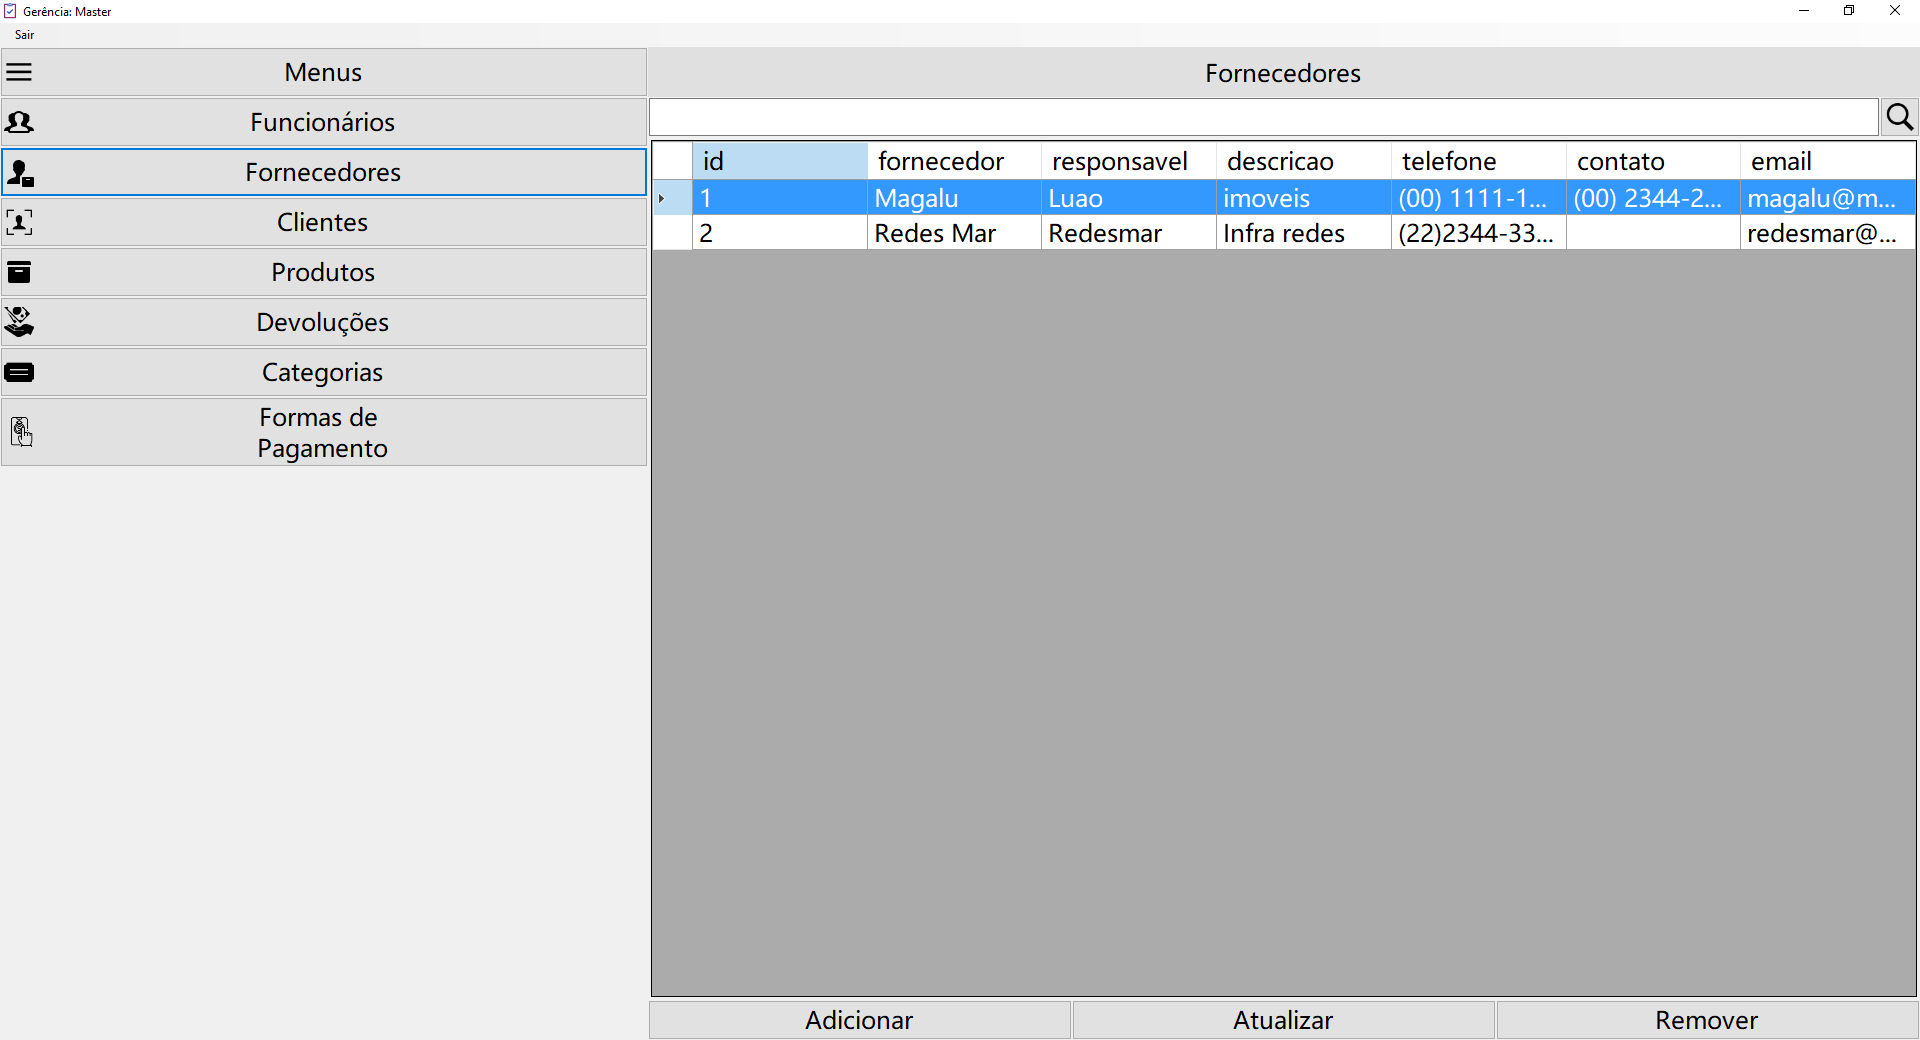 Gerência: Master
Sair
Menus
Funcionários
Fornecedores
Clientes
Produtos
Devoluções
Categorias
Formas de
Pagamento
Fornecedores
id fornecedor responsavel descricao telefone contato email
1 Magalu Luao imoveis (00) 1111-1... (00) 2344-2... magalu@m...
2 Redes Mar Redesmar Infra redes (22)2344-33... redesmar@...
Adicionar Atualizar Remover